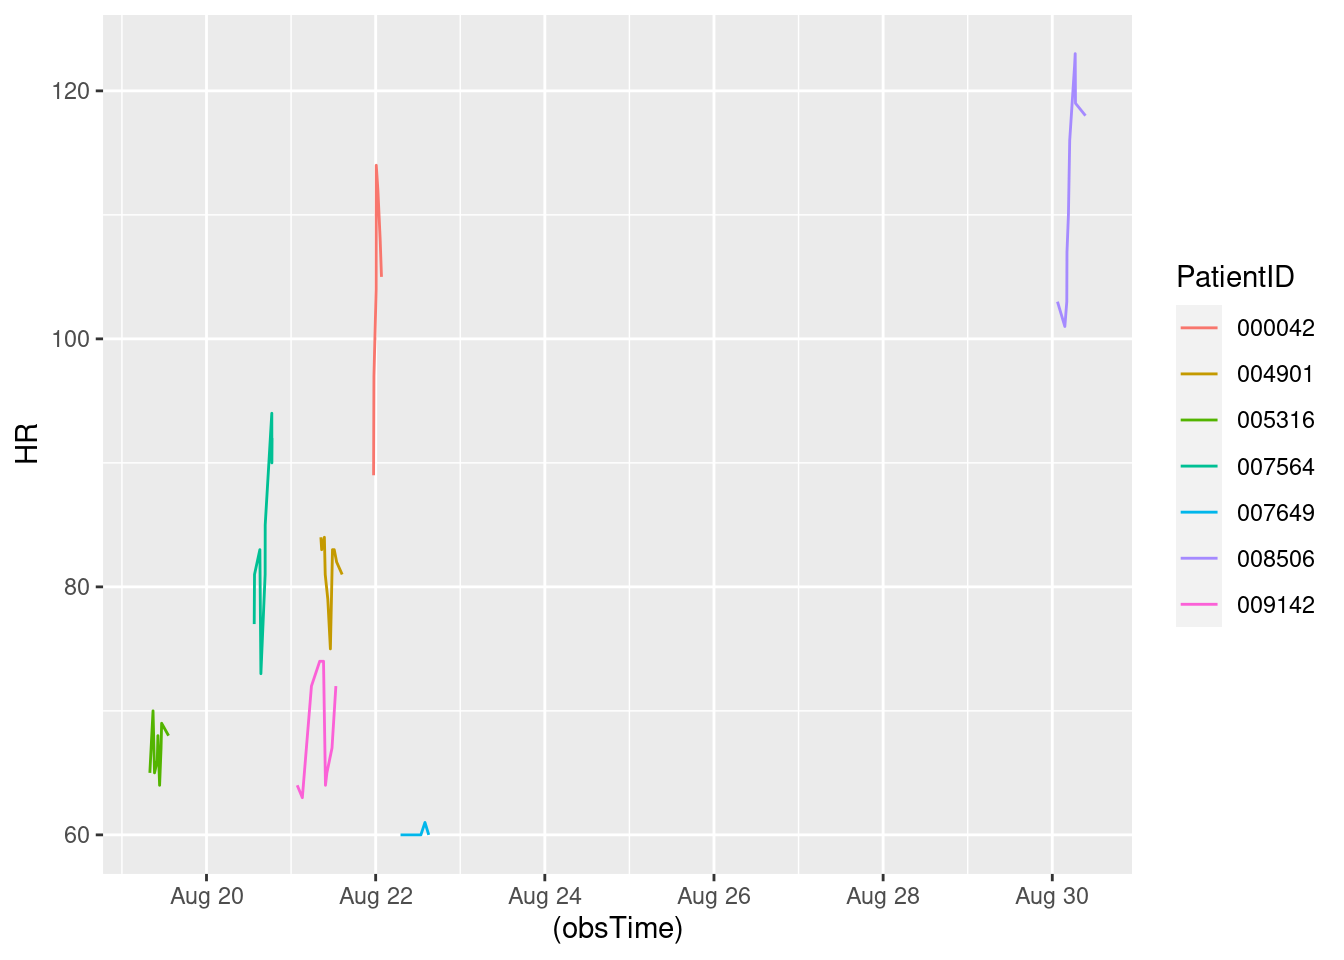 120
100
80
60
HR
Aug 20
Aug 22
Aug 24
Aug 26
Aug 28
Aug 30
(obsTime)
PatientID
000042
004901
005316
007564
007649
008506
009142